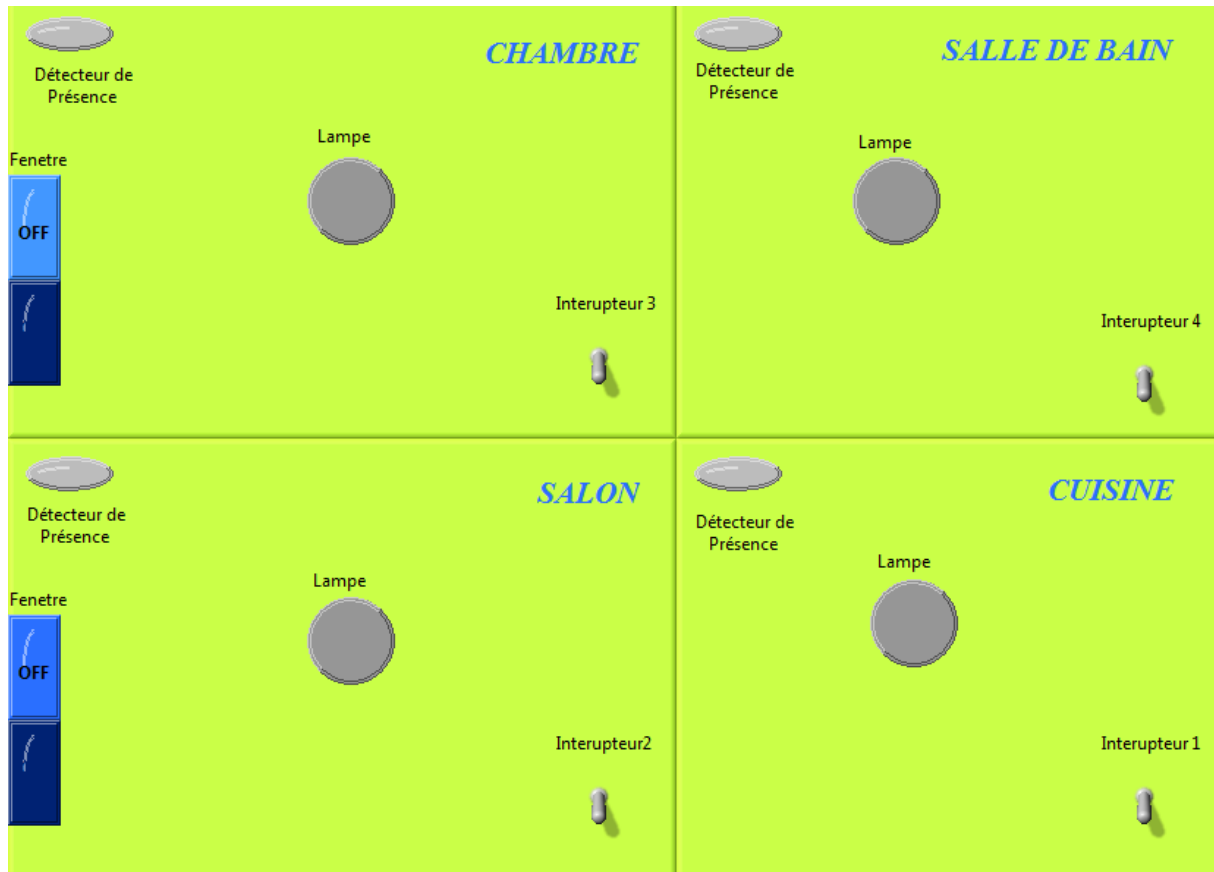 CHAMBRE
Détecteur de
Présence
Lampe
Fenetre
OFF
Interupteur 3
SALLE DE BAIN
Détecteur de
Présence
Lampe
Interupteur 4
SALON
Détecteur de
Présence
Lampe
Fenetre
OFF
Interupteur2
CUISINE
Détecteur de
Présence
Lampe
Interupteur 1